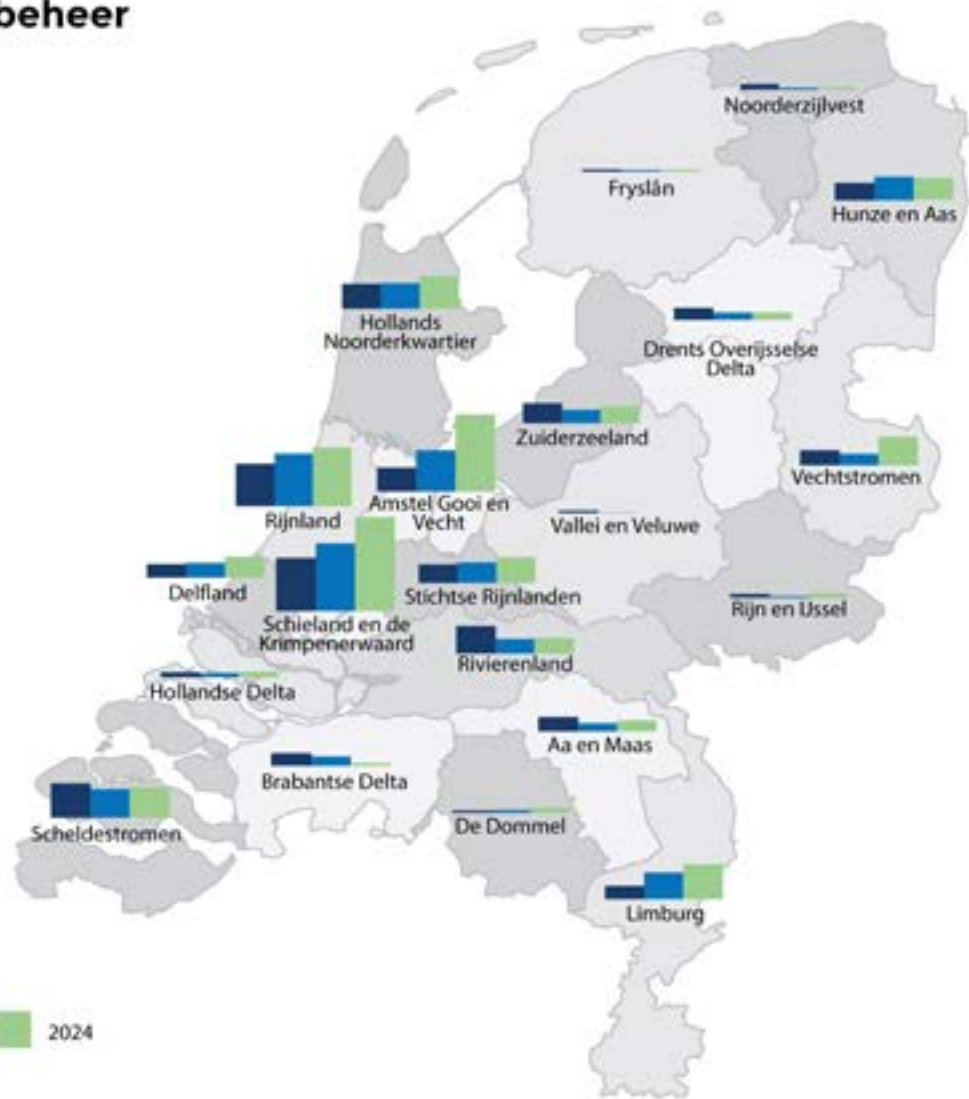 beheer
Noorderzijlvest
Fryslân
Hunze en Aas
Hollands
Noorderkwartier
Drents Overijsselse
Delta
Zuiderzeeland
Vechtstromen
Amstel Gooi en
Vecht
Rijnland
Vallei en Veluwe
Delfland
Stichtse Rijnlanden
Rijn en IJssel
Schieland en de
Krimpenerwaard
Rivierenland
Hollandse Delta
Aa en Maas
Brabantse Delta
De Dommel
Scheldestromen
Limburg
2024